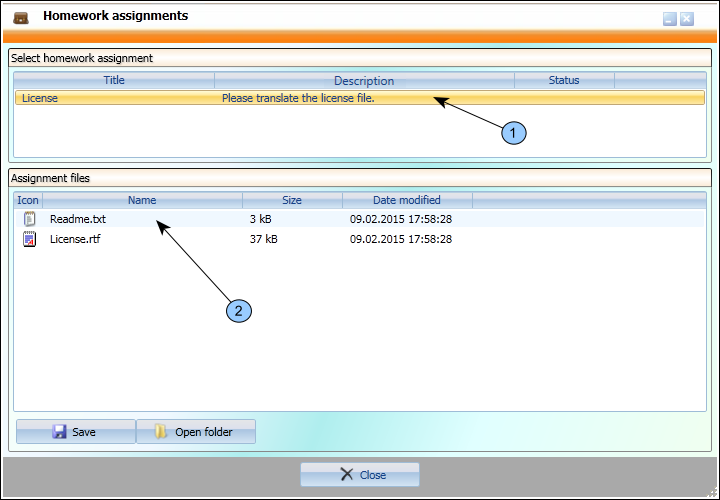 Homework assignments
Select homework assignment
Title Description Status
License Please translate the license file.
1
Assignment files
Icon Name Size Date modified
Readme.txt 3 kB 09.02.2015 17:58:28
License.rtf 37 kB 09.02.2015 17:58:28
2
Save Open folder
Close